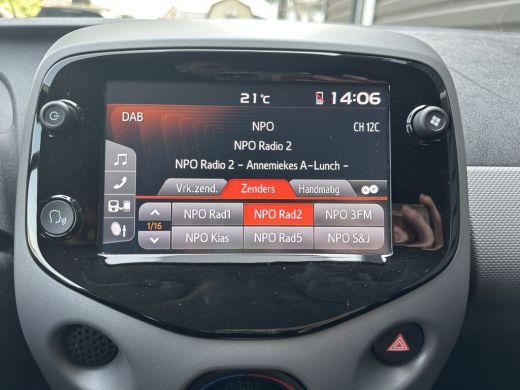 21°C 14:06
DAB NPO CH 12C
NPO Radio 2
NPO Radio 2 - Annemiekes A-Lunch -
Vrk.zend. Zenders Handmatig
NPO Rad1 NPO Rad2 NPO 3FM
1/16
NPO Klas NPO Rad5 NPO S&J